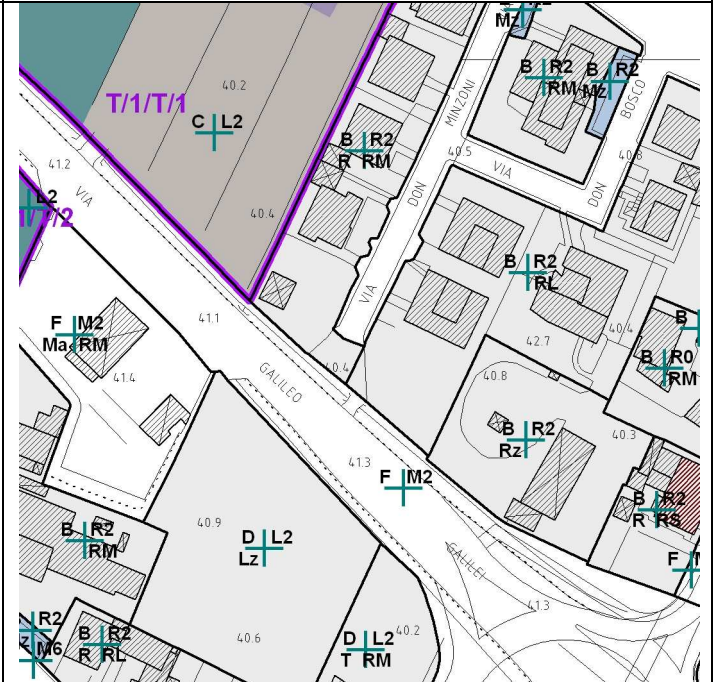 Mz
B R2
RM
B R2
Mz
BOSCO
40.2
T/1/T/1
C L2
MINZONI
B R2
R RM
40.5
VIA
40.8
DON
DON
41.2
VIA
L2
T/2
40.4
B R2
RL
VIA
41.1
F M2
Ma RM
42.7
40.4
B
B R0
RM
GALILEO
40.4
40.8
41.4
B R2
Rz
40.3
41.3
F M2
B R2
R RS
40.9
B R2
RM
D L2
Lz
GALILEI
F
41.3
R2
M6
B R2
R RL
40.6
D L2
T RM
40.2